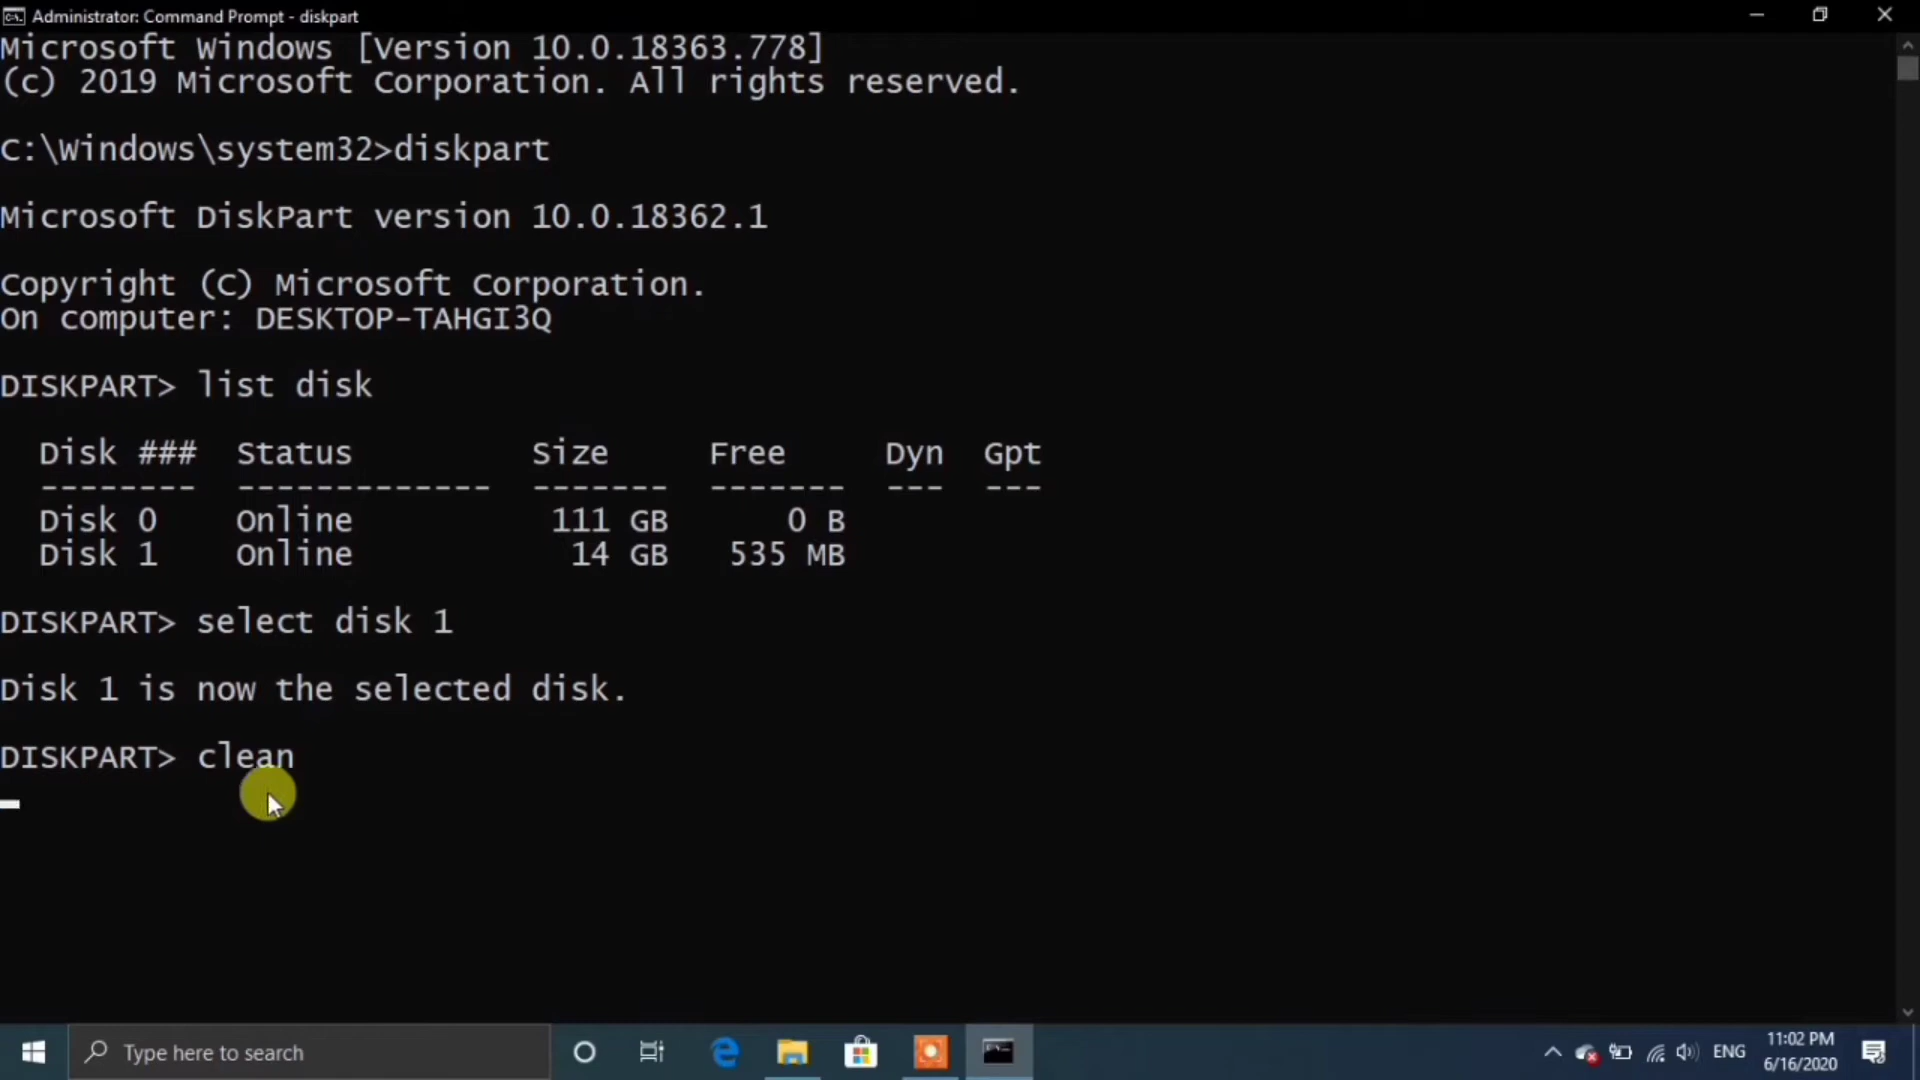 Administrator: Command Prompt - diskpart
Microsoft Windows [Version 10.0.18363.778]
(c) 2019 Microsoft Corporation. All rights reserved.
C:\Windows\system32>diskpart
Microsoft DiskPart version 10.0.18362.1
Copyright (C) Microsoft Corporation.
On computer: DESKTOP-TAHGI3Q
DISKPART> list disk
Disk ### Status Size Free Dyn Gpt
-------- ------------- ------- ------- --- ---
Disk 0 Online 111 GB 0 B
Disk 1 Online 14 GB 535 MB
DISKPART> select disk 1
Disk 1 is now the selected disk.
DISKPART> clean
Type here to search
ENG
11:02 PM
6/16/2020